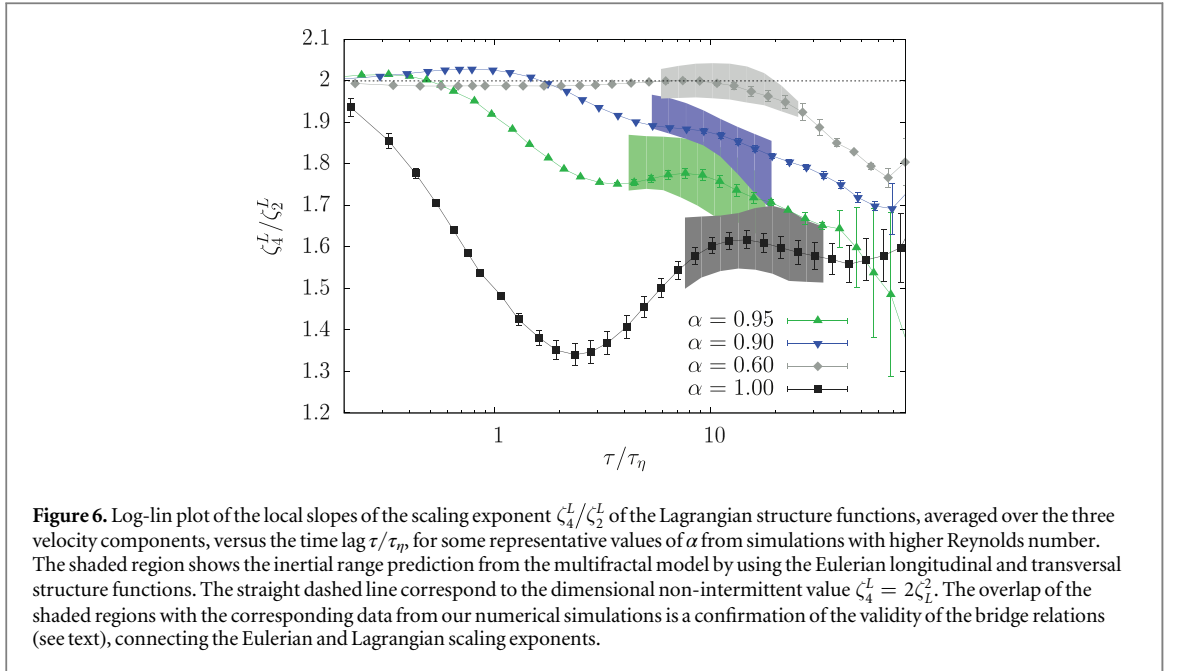 2.1
2
1.9
1.8
1.7
1.6
1.5
1.4
1.3
1.2
ζ₄ᴸ/ζ₂ᴸ
α = 0.95
α = 0.90
α = 0.60
α = 1.00
1 10
τ/τ_η
Figure 6. Log-lin plot of the local slopes of the scaling exponent ζ₄ᴸ/ζ₂ᴸ of the Lagrangian structure functions, averaged over the three
velocity components, versus the time lag τ/τ_η, for some representative values of α from simulations with higher Reynolds number.
The shaded region shows the inertial range prediction from the multifractal model by using the Eulerian longitudinal and transversal
structure functions. The straight dashed line correspond to the dimensional non-intermittent value ζ₄ᴸ = 2ζ_L². The overlap of the
shaded regions with the corresponding data from our numerical simulations is a confirmation of the validity of the bridge relations
(see text), connecting the Eulerian and Lagrangian scaling exponents.